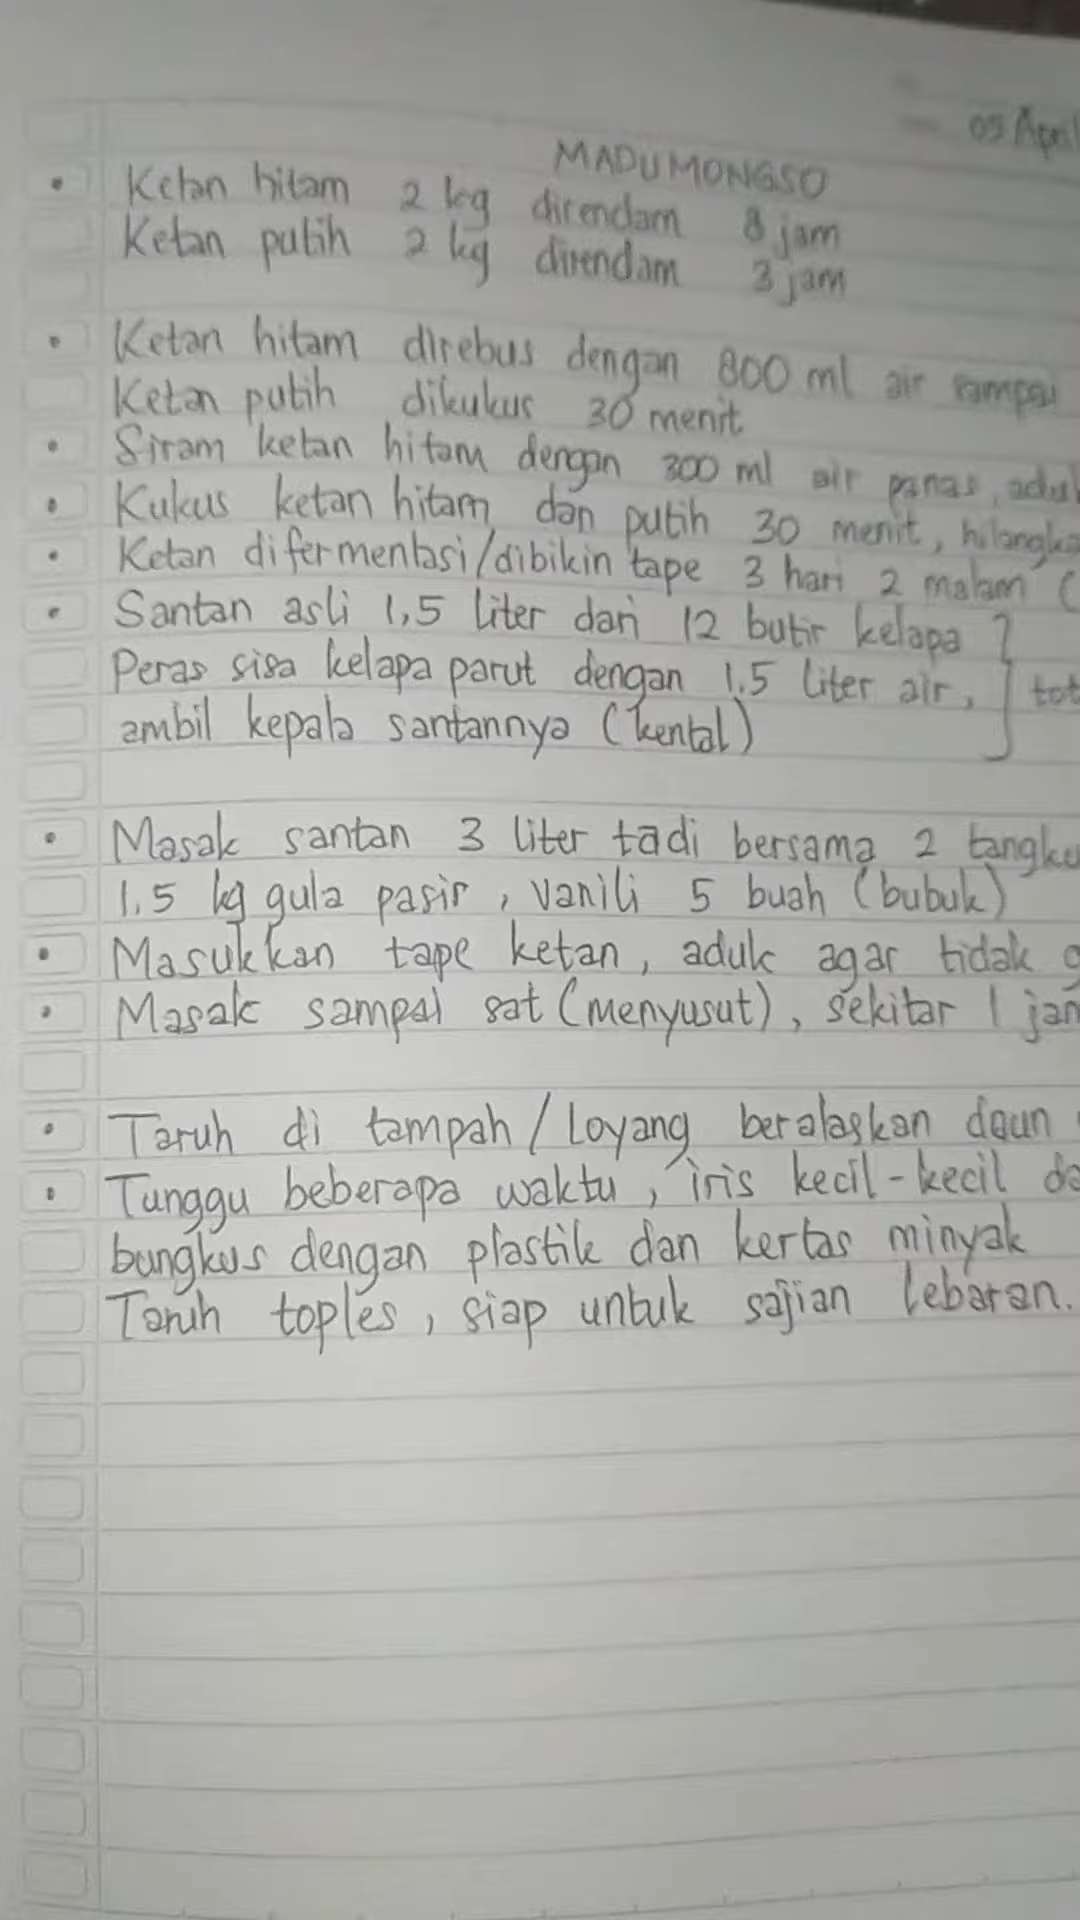 05 April
MADUMONGSO
• Ketan hitam 2 kg direndam 8 jam
Ketan putih 2 kg direndam 3 jam
• Ketan hitam direbus dengan 800 ml air sampai
Ketan putih dikukus 30 menit
• Siram ketan hitam dengan 300 ml air panas, aduk
• Kukus ketan hitam dan putih 30 menit, hilangka
• Ketan difermentasi/dibikin tape 3 hari 2 malam (
• Santan asli 1,5 liter dari 12 butir kelapa
Peras sisa kelapa parut dengan 1.5 liter air, } tot
ambil kepala santannya (kental)
• Masak santan 3 liter tadi bersama 2 tangku
1.5 kg gula pasir, vanili 5 buah (bubuk)
• Masukkan tape ketan, aduk agar tidak g
• Masak sampai sat (menyusut), sekitar 1 jam
• Taruh di tampah/Loyang beralaskan daun
• Tunggu beberapa waktu, iris kecil-kecil da
bungkus dengan plastik dan kertas minyak
Taruh toples, siap untuk sajian lebaran.